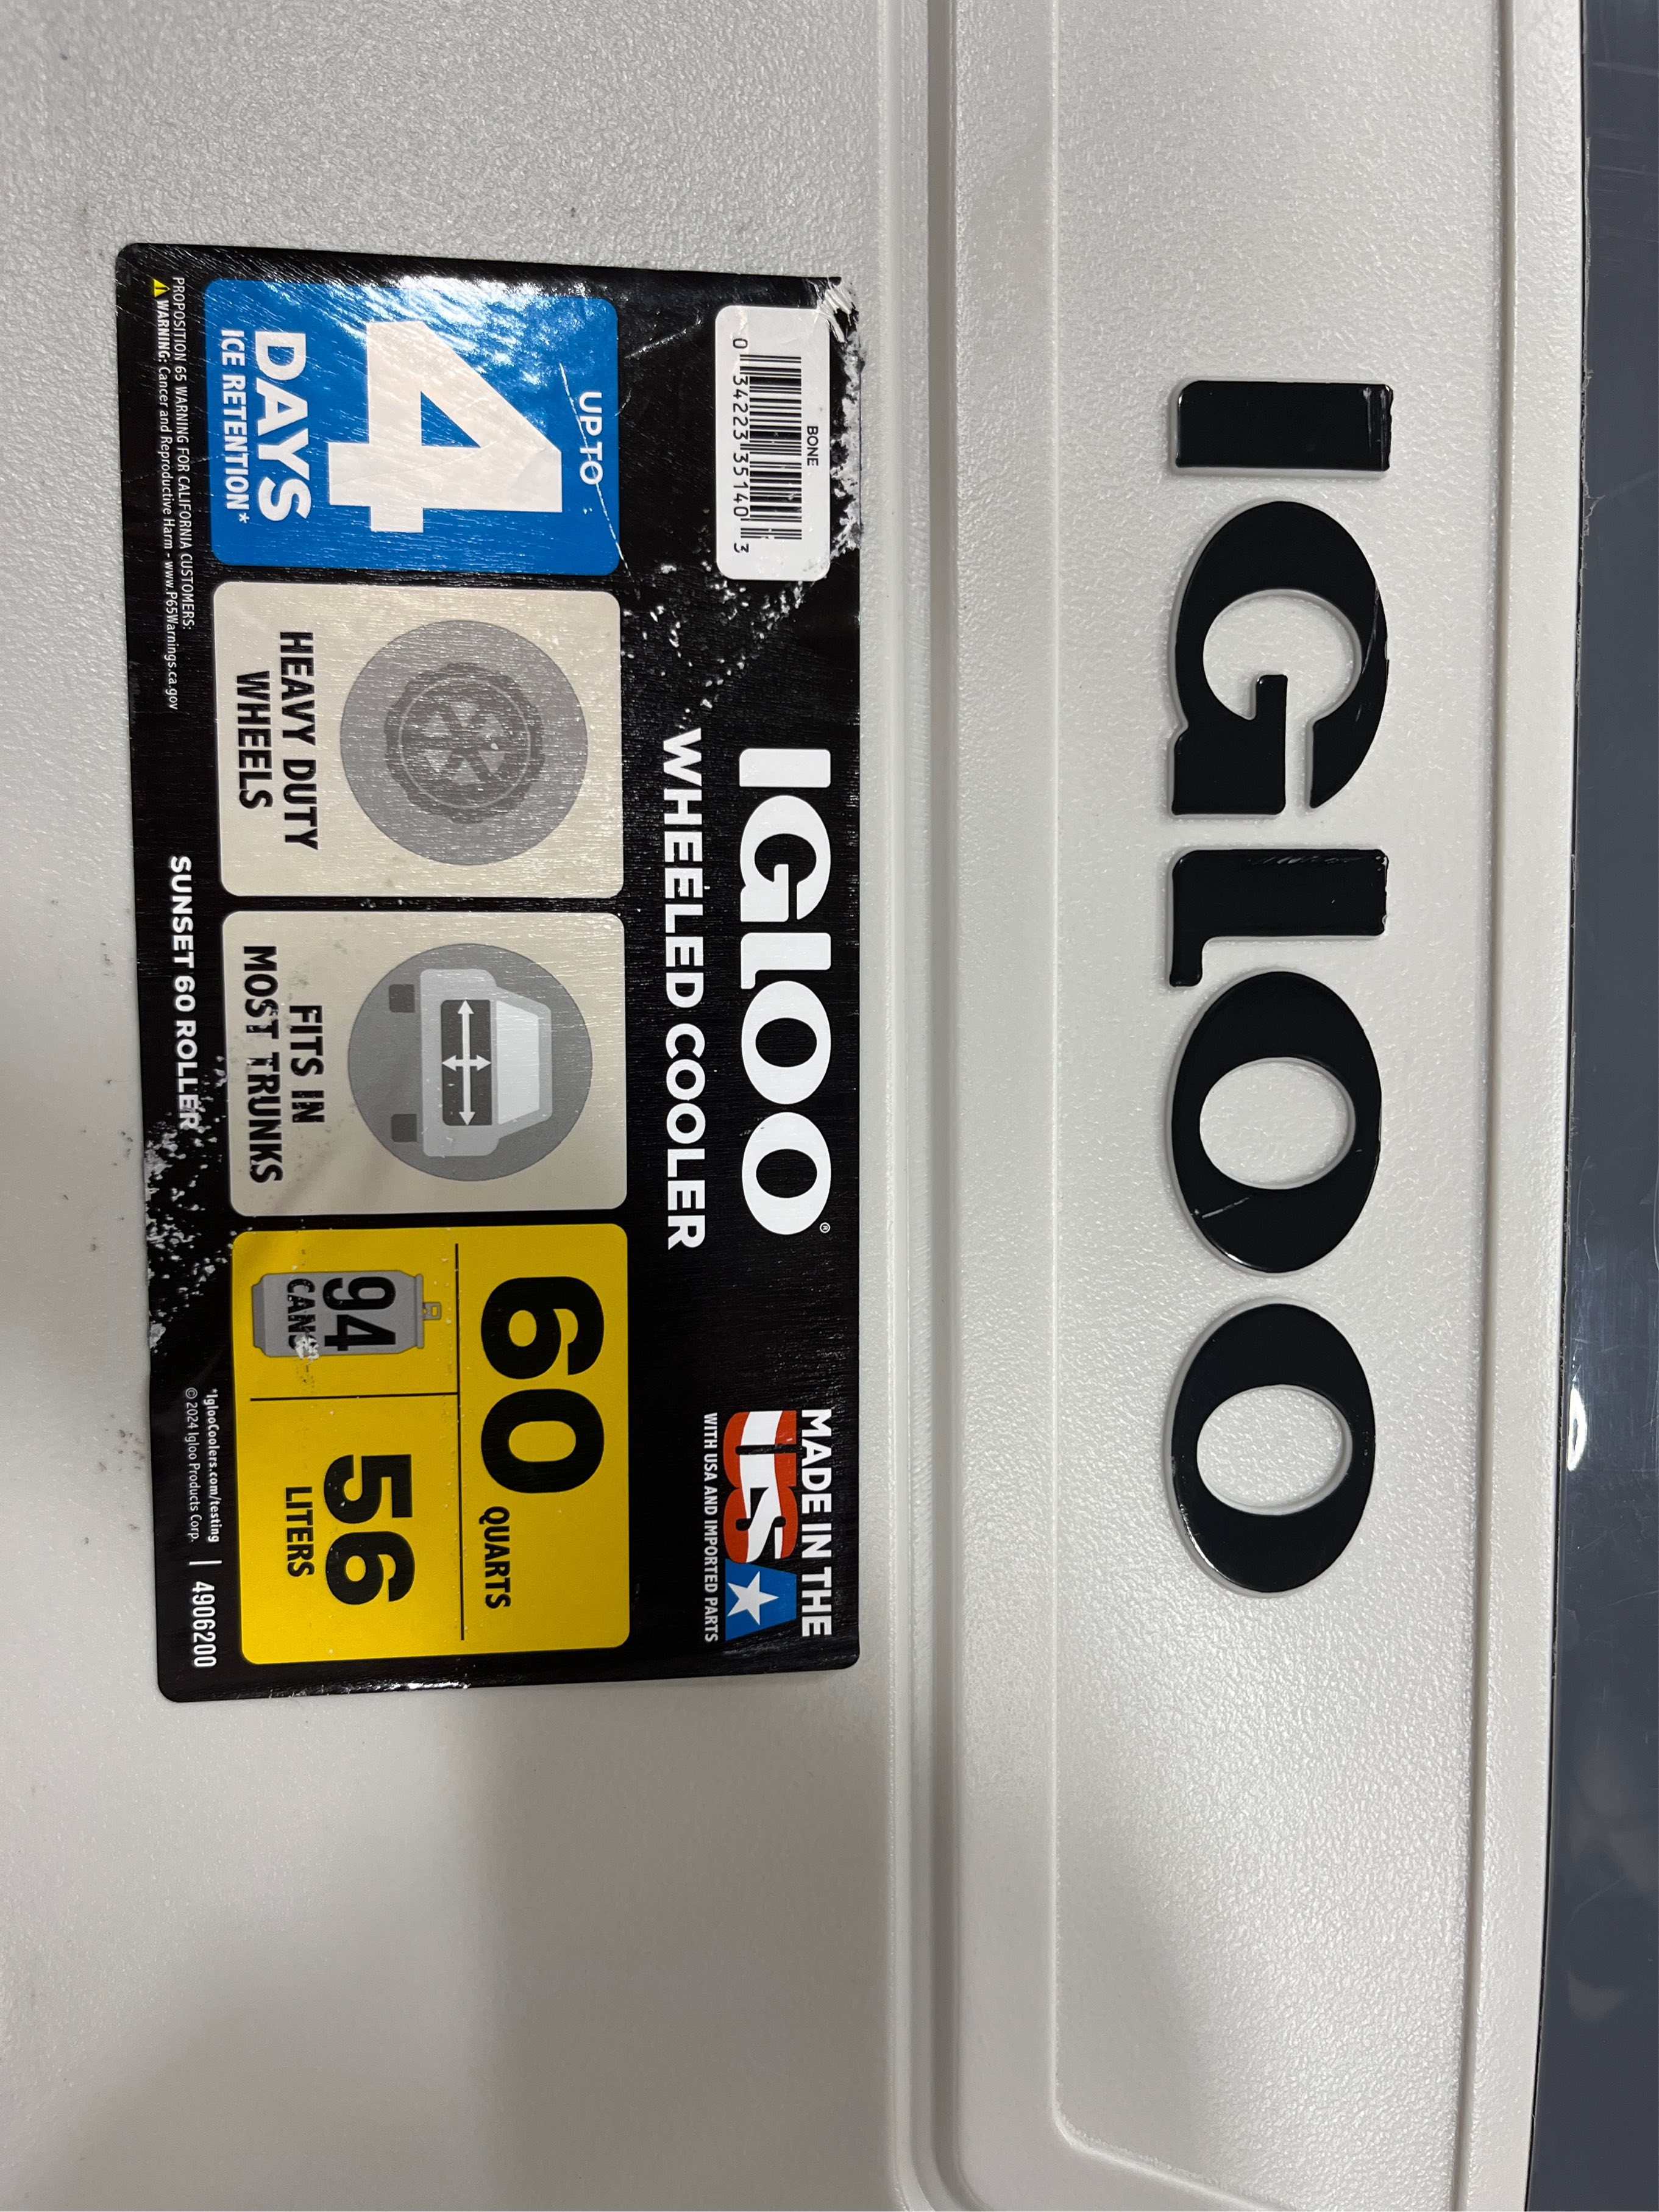 IGLOO
BONE
0 34223 35140 3
IGLOO®
WHEELED COOLER
MADE IN THE
USA
WITH USA AND IMPORTED PARTS
UP TO
4
DAYS
ICE RETENTION*
HEAVY DUTY
WHEELS
FITS IN
MOST TRUNKS
60 QUARTS
94
CANS
56
LITERS
PROPOSITION 65 WARNING FOR CALIFORNIA CUSTOMERS:
⚠ WARNING: Cancer and Reproductive Harm - www.P65Warnings.ca.gov
SUNSET 60 ROLLER
*IglooCoolers.com/testing
© 2024 Igloo Products Corp. | 4906200